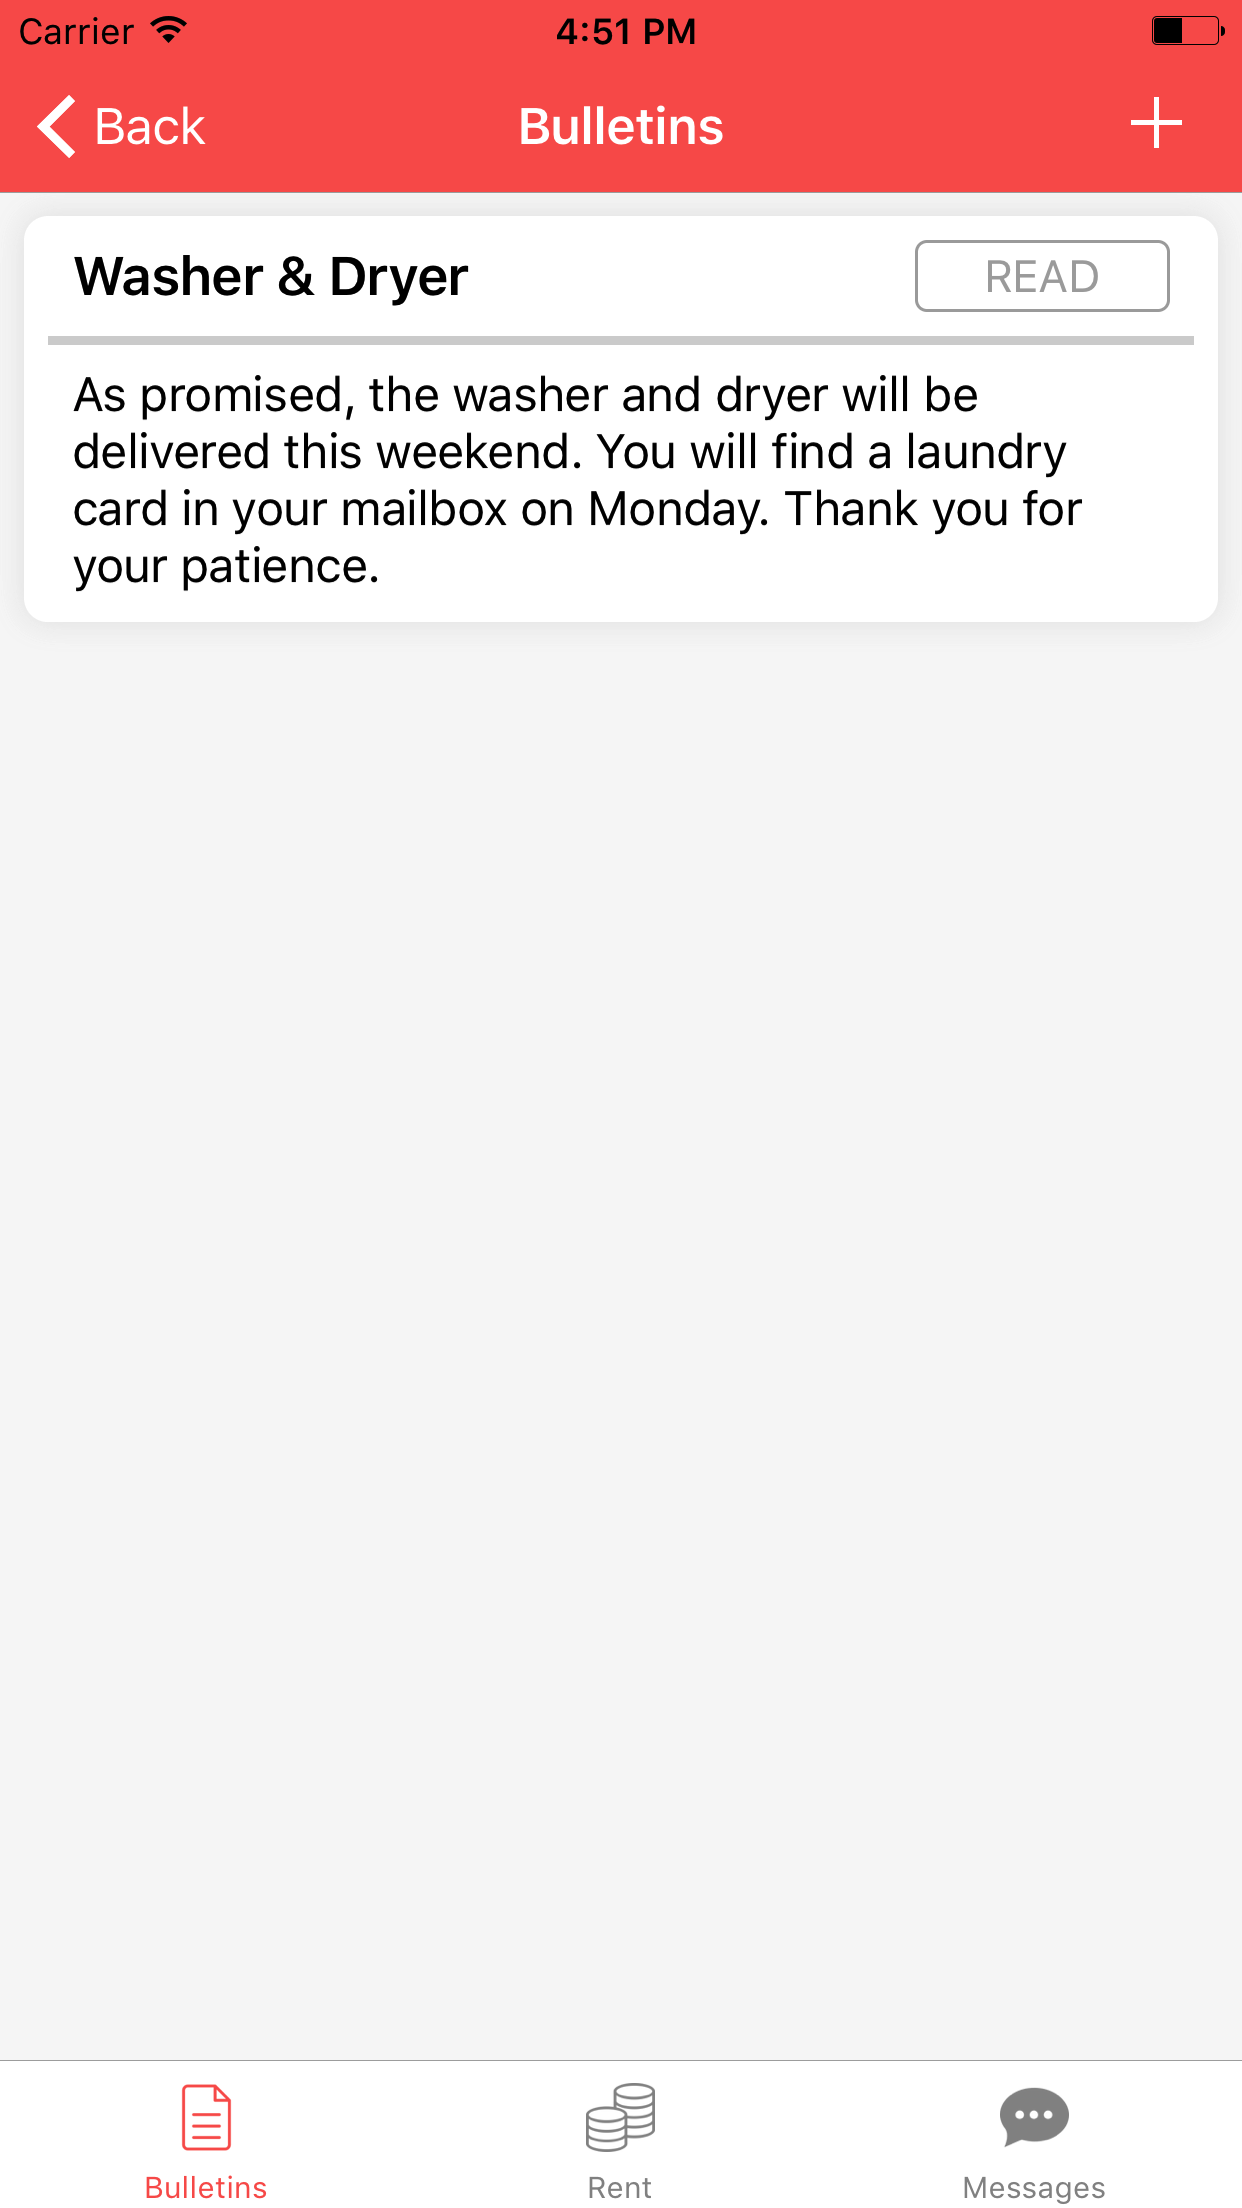 Carrier 4:51 PM
Back Bulletins
Washer & Dryer READ
As promised, the washer and dryer will be
delivered this weekend. You will find a laundry
card in your mailbox on Monday. Thank you for
your patience.
Bulletins Rent Messages